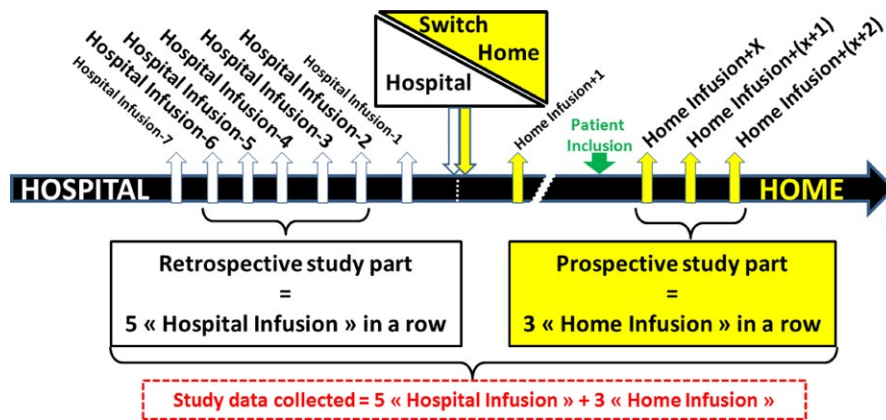 Switch
Home
Hospital
Hospital Infusion-7
Hospital Infusion-6
Hospital Infusion-5
Hospital Infusion-4
Hospital Infusion-3
Hospital Infusion-2
Hospital Infusion-1
Home Infusion+1
Patient
Inclusion
Home Infusion+X
Home Infusion+(x+1)
Home Infusion+(x+2)
HOSPITAL
HOME
Retrospective study part
=
5 « Hospital Infusion » in a row
Prospective study part
=
3 « Home Infusion » in a row
Study data collected = 5 « Hospital Infusion » + 3 « Home Infusion »